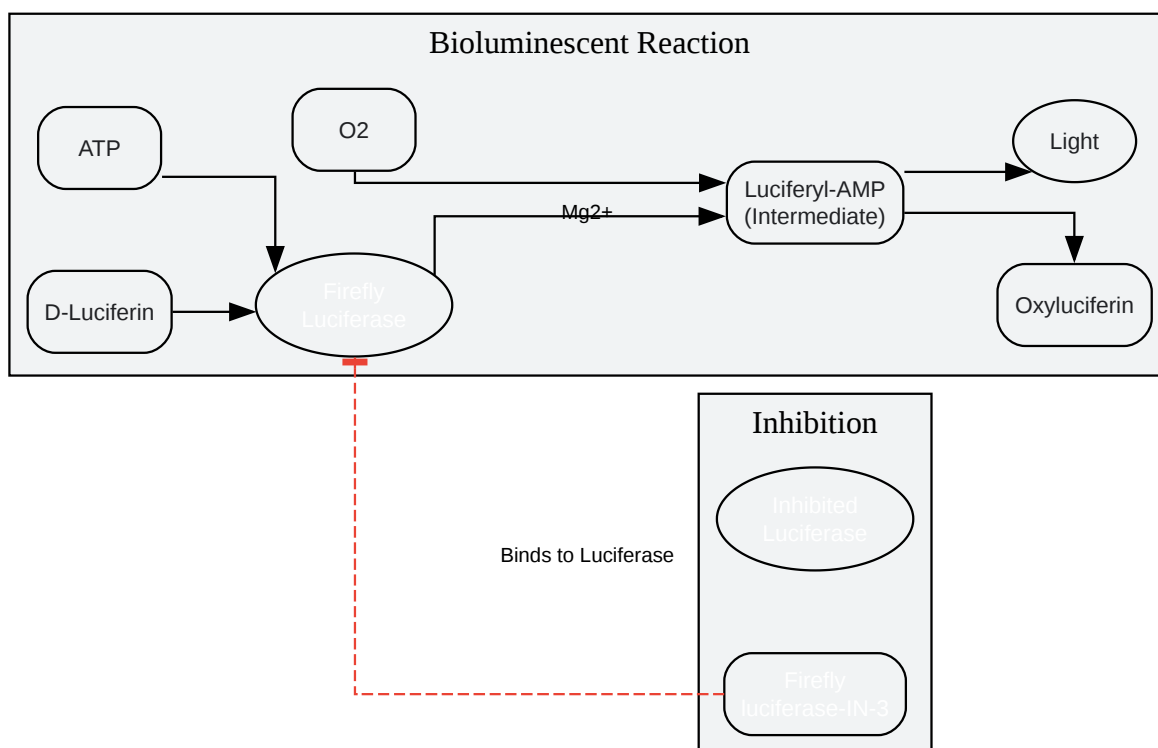 Bioluminescent Reaction
ATP
O2
Light
Luciferyl-AMP
(Intermediate)
Mg2+
D-Luciferin
Firefly
Luciferase
Oxyluciferin
Inhibition
Inhibited
Luciferase
Binds to Luciferase
Firefly
luciferase-IN-3